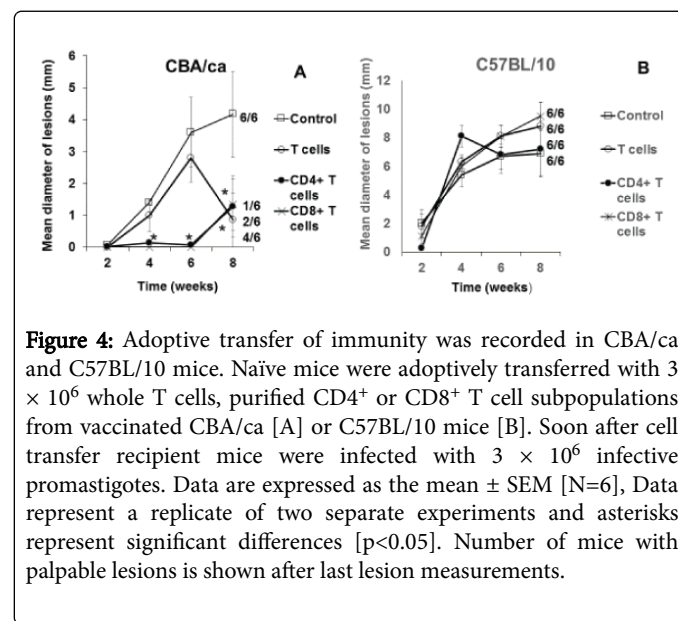 CBA/ca
A
Mean diameter of lesions (mm)
6
5
4
3
2
1
0
2 4 6 8
Time (weeks)
6/6
1/6
2/6
4/6
* * * *
Control
T cells
CD4+ T
cells
CD8+ T
cells
C57BL/10
B
Mean diameter of lesions (mm)
12
10
8
6
4
2
0
2 4 6 8
Time (weeks)
6/6
6/6
6/6
6/6
Control
T cells
CD4+ T
cells
CD8+ T
cells
Figure 4: Adoptive transfer of immunity was recorded in CBA/ca
and C57BL/10 mice. Naïve mice were adoptively transferred with 3
× 10⁶ whole T cells, purified CD4⁺ or CD8⁺ T cell subpopulations
from vaccinated CBA/ca [A] or C57BL/10 mice [B]. Soon after cell
transfer recipient mice were infected with 3 × 10⁶ infective
promastigotes. Data are expressed as the mean ± SEM [N=6], Data
represent a replicate of two separate experiments and asterisks
represent significant differences [p<0.05]. Number of mice with
palpable lesions is shown after last lesion measurements.